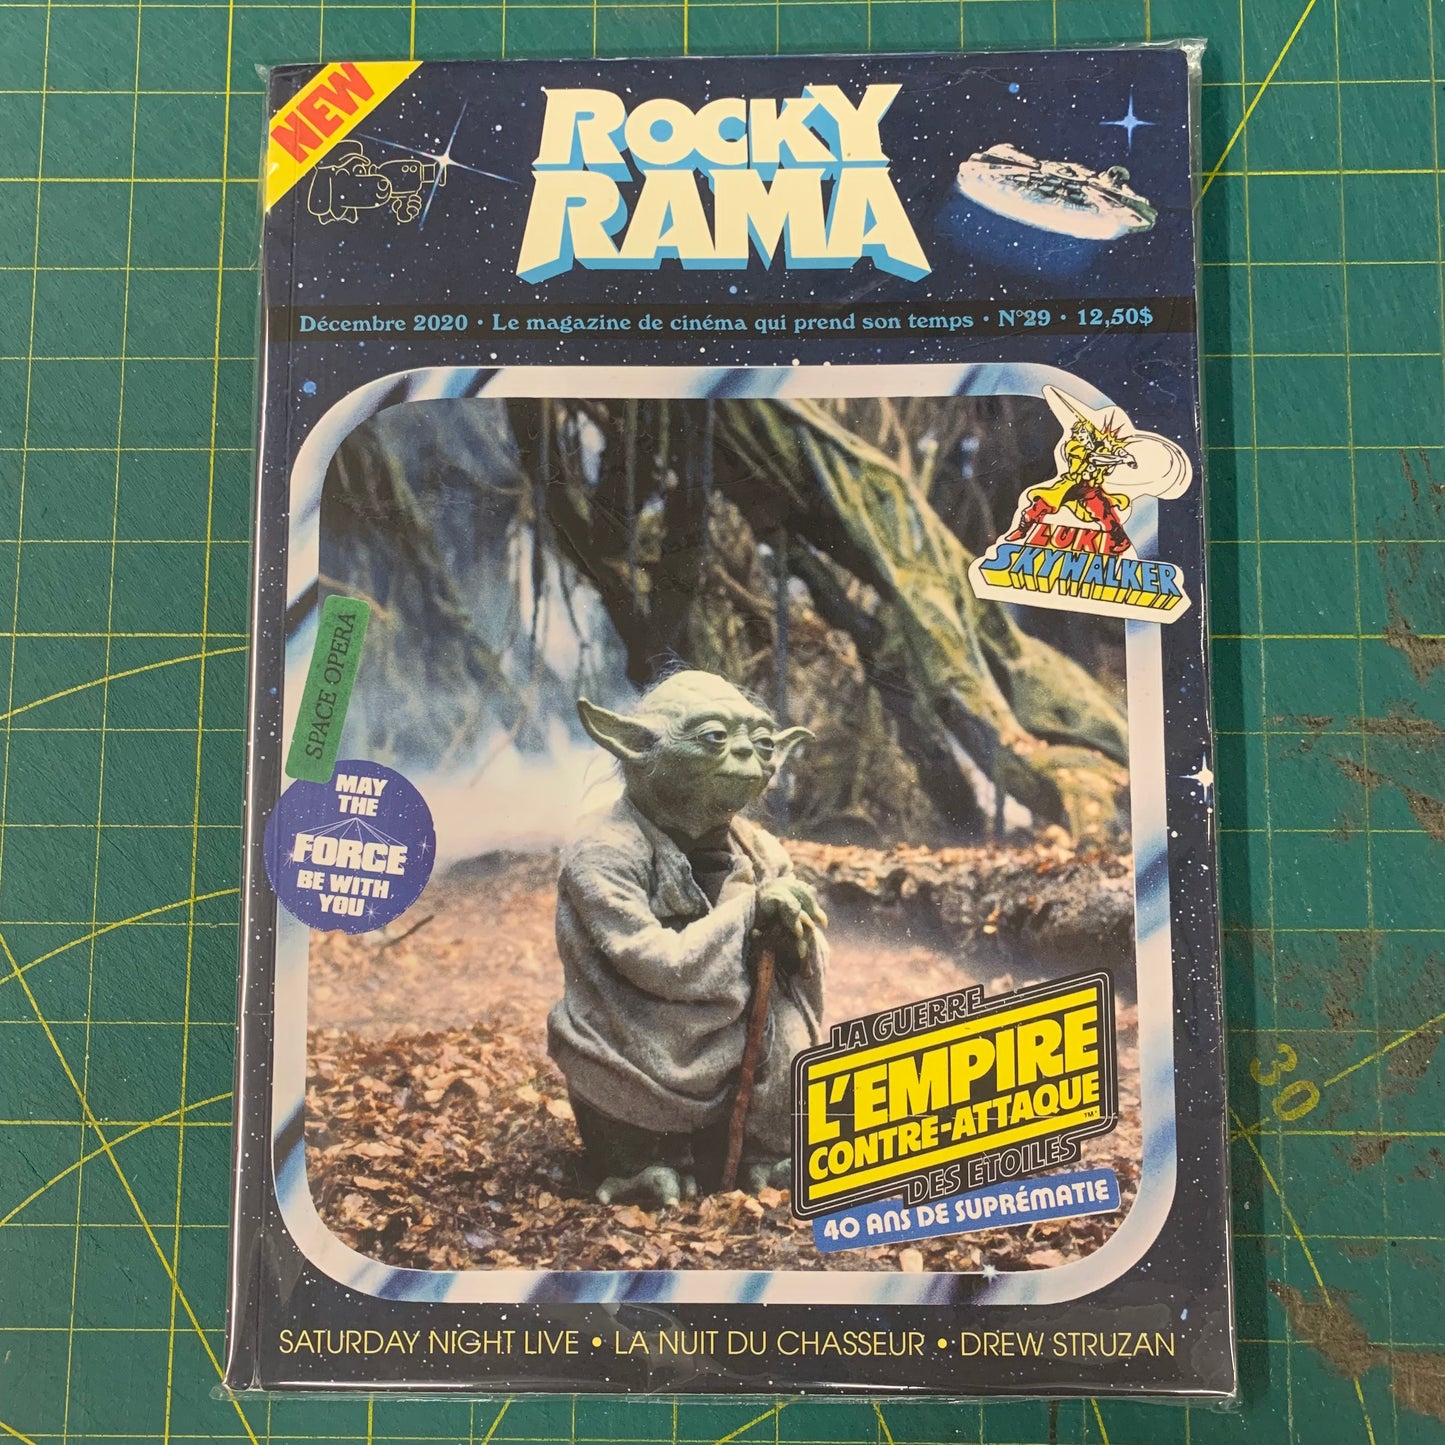 NEW
ROCKY
RAMA
Décembre 2020 • Le magazine de cinéma qui prend son temps • N°29 • 12,50$
LUKE
SKYWALKER
SPACE OPERA
MAY
THE
FORCE
BE WITH
YOU
LA GUERRE
L'EMPIRE
CONTRE-ATTAQUE
TM
DES ETOILES
40 ANS DE SUPRÉMATIE
SATURDAY NIGHT LIVE • LA NUIT DU CHASSEUR • DREW STRUZAN
30